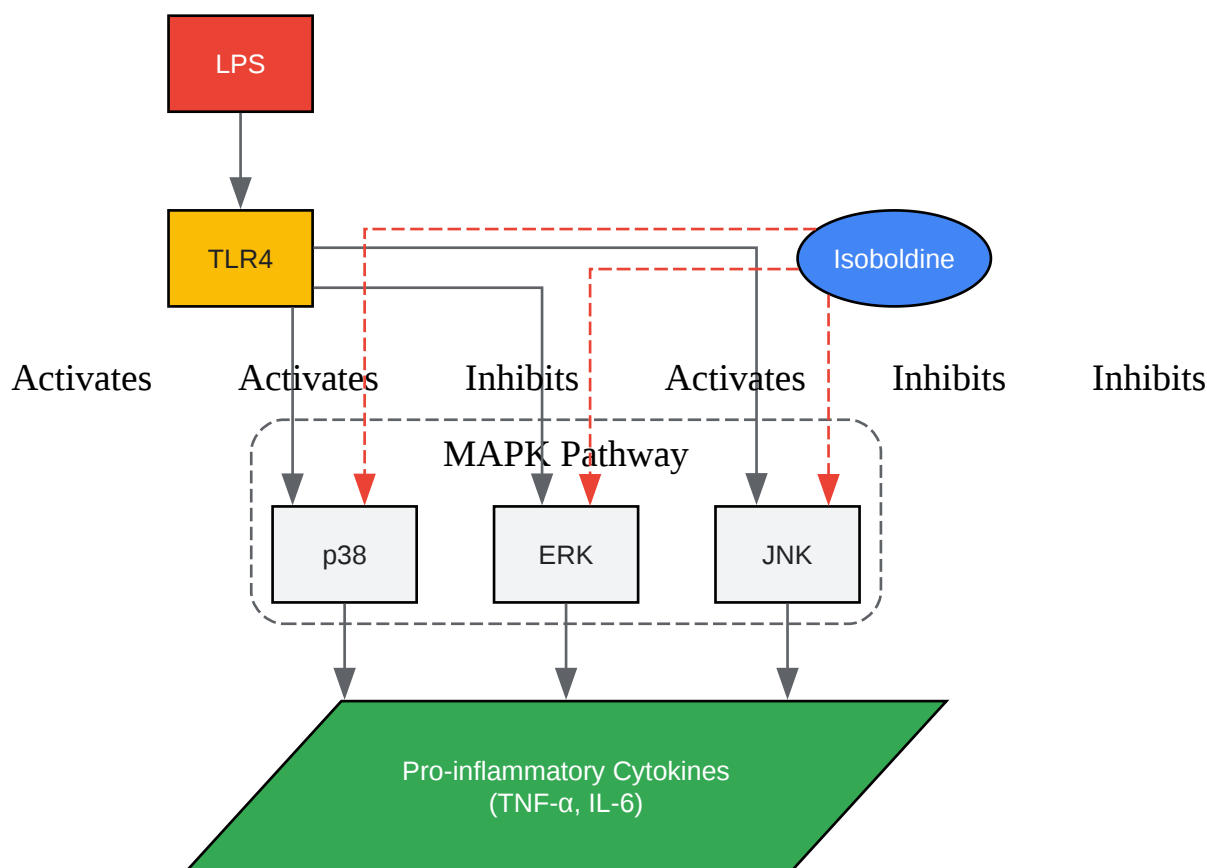 LPS
TLR4
Isoboldine
Activates Activates Inhibits Activates Inhibits Inhibits
MAPK Pathway
p38 ERK JNK
Pro-inflammatory Cytokines
(TNF-α, IL-6)